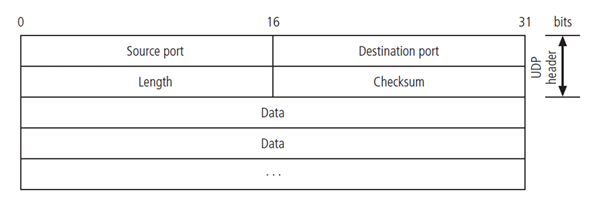 0 16 31 bits
Source port Destination port
Length Checksum
UDP header
Data
Data
. . .